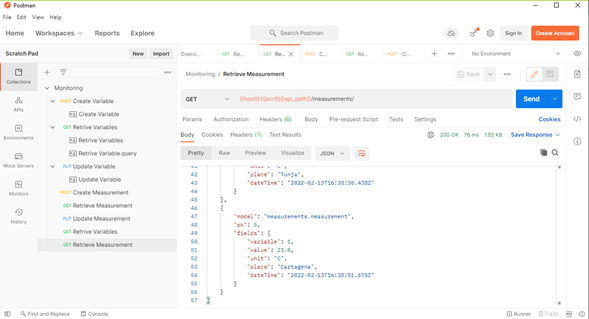 Postman
File Edit View Help
Home Workspaces Reports Explore
Search Postman
Sign In
Create Account
Scratch Pad
New
Import
Overvi...
GET Re...
GET Re...
POST C...
GET Re...
POST C...
No Environment
Collections
APIs
Environments
Mock Servers
Monitors
History
Monitoring
POST Create Variable
Create Variable
GET Retrieve Variables
Retrive Variables
Retrive Variable query
PUT Update Variable
Update Variable
POST Create Measurement
GET Retrieve Measurement
PUT Update Measurement
GET Retrive Variables
GET Retrieve Measurement
Monitoring / Retrieve Measurement
Save
GET
{{host}}:{{port}}{{api_path}}/measurements/
Send
Params Authorization Headers (6) Body Pre-request Script Tests Settings
Cookies
Body Cookies Headers (7) Test Results
200 OK 76 ms 1.02 KB Save Response
Pretty Raw Preview Visualize JSON
41 "unit": "C",
42 "place": "Tunja",
43 "dateTime": "2022-02-13T16:38:38.438Z"
44 }
45 },
46 {
47 "model": "measurements.measurement",
48 "pk": 5,
49 "fields": {
50 "variable": 1,
51 "value": 23.0,
52 "unit": "C",
53 "place": "Cartagena",
54 "dateTime": "2022-02-13T16:38:51.675Z"
55 }
56 }
57 ]
Find and Replace Console
Runner Trash